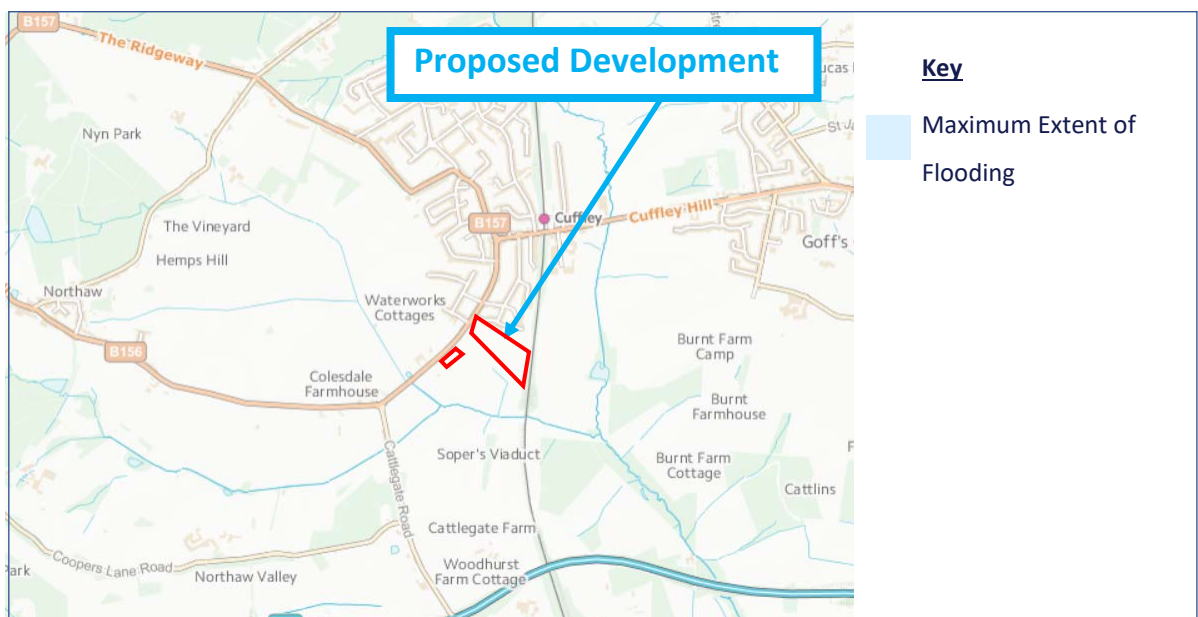 B157
The Ridgeway
Proposed Development
Key
Maximum Extent of
Flooding
Nyn Park
B157
Cuffley
Cuffley Hill
The Vineyard
Hemps Hill
Goff's
Northaw
Waterworks
Cottages
B156
Burnt Farm
Camp
Colesdale
Farmhouse
Burnt
Farmhouse
Cattlegate Road
Soper's Viaduct
Burnt Farm
Cottage
Cattlins
Cattlegate Farm
Coopers Lane Road
Northaw Valley
Woodhurst
Farm Cottage